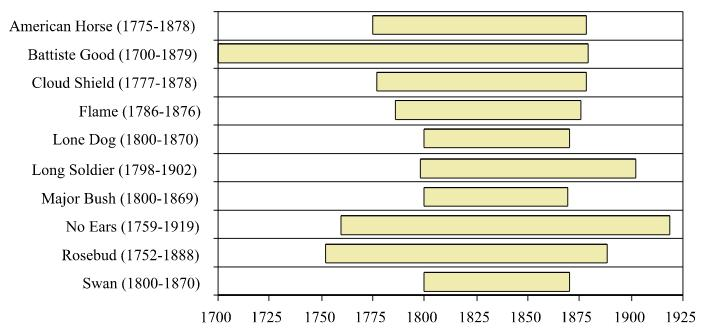 American Horse (1775-1878)
Battiste Good (1700-1879)
Cloud Shield (1777-1878)
Flame (1786-1876)
Lone Dog (1800-1870)
Long Soldier (1798-1902)
Major Bush (1800-1869)
No Ears (1759-1919)
Rosebud (1752-1888)
Swan (1800-1870)
1700 1725 1750 1775 1800 1825 1850 1875 1900 1925